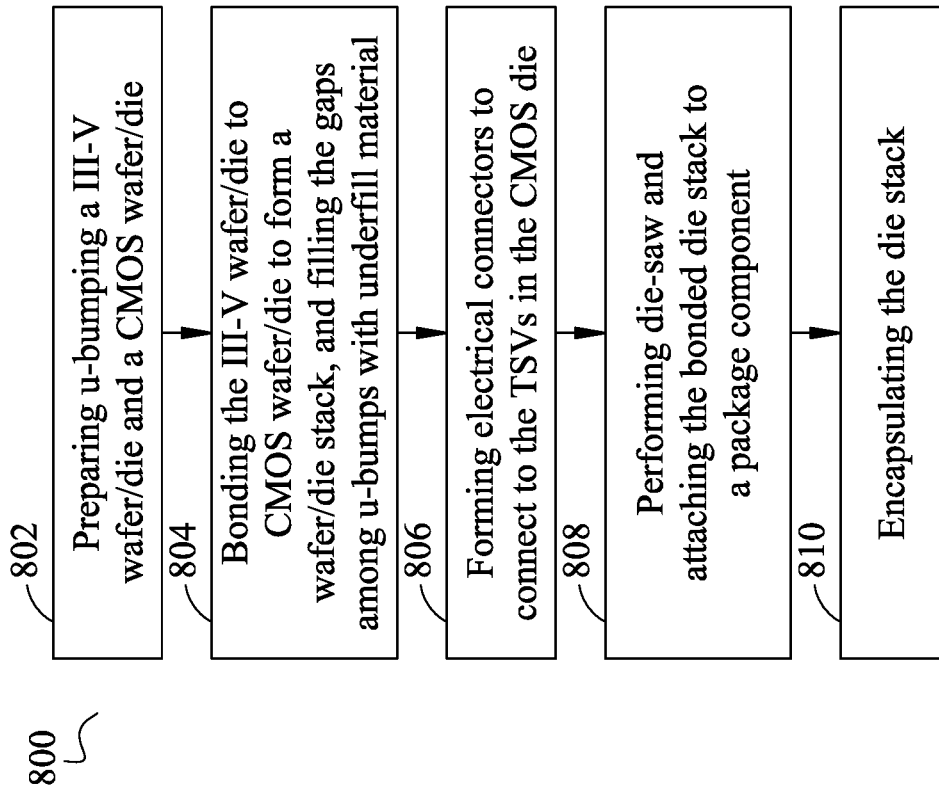 800
802
Preparing u-bumping a III-V
wafer/die and a CMOS wafer/die
804
Bonding the III-V wafer/die to
CMOS wafer/die to form a
wafer/die stack, and filling the gaps
among u-bumps with underfill material
806
Forming electrical connectors to
connect to the TSVs in the CMOS die
808
Performing die-saw and
attaching the bonded die stack to
a package component
810
Encapsulating the die stack